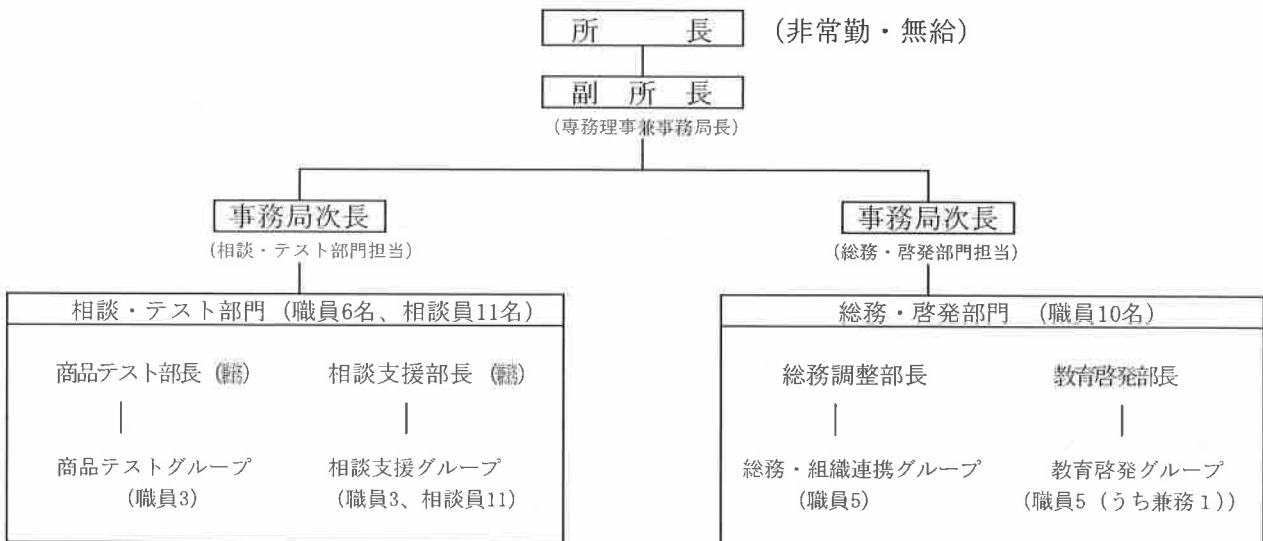 所　　長　(非常勤・無給)
副　所　長
(専務理事兼事務局長)
事務局次長　事務局次長
(相談・テスト部門担当)　(総務・啓発部門担当)
相談・テスト部門 (職員6名、相談員11名)　総務・啓発部門　(職員10名)
商品テスト部長　相談支援部長　総務調整部長　教育啓発部長
商品テストグループ　相談支援グループ　総務・組織連携グループ　教育啓発グループ
(職員3)　(職員3、相談員11)　(職員5)　(職員5 (うち兼務1))